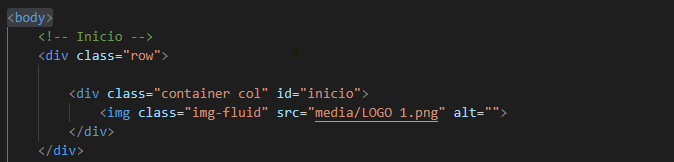 <body>
<!-- Inicio -->
<div class="row">
<div class="container col" id="inicio">
<img class="img-fluid" src="media/LOGO 1.png" alt="">
</div>
</div>